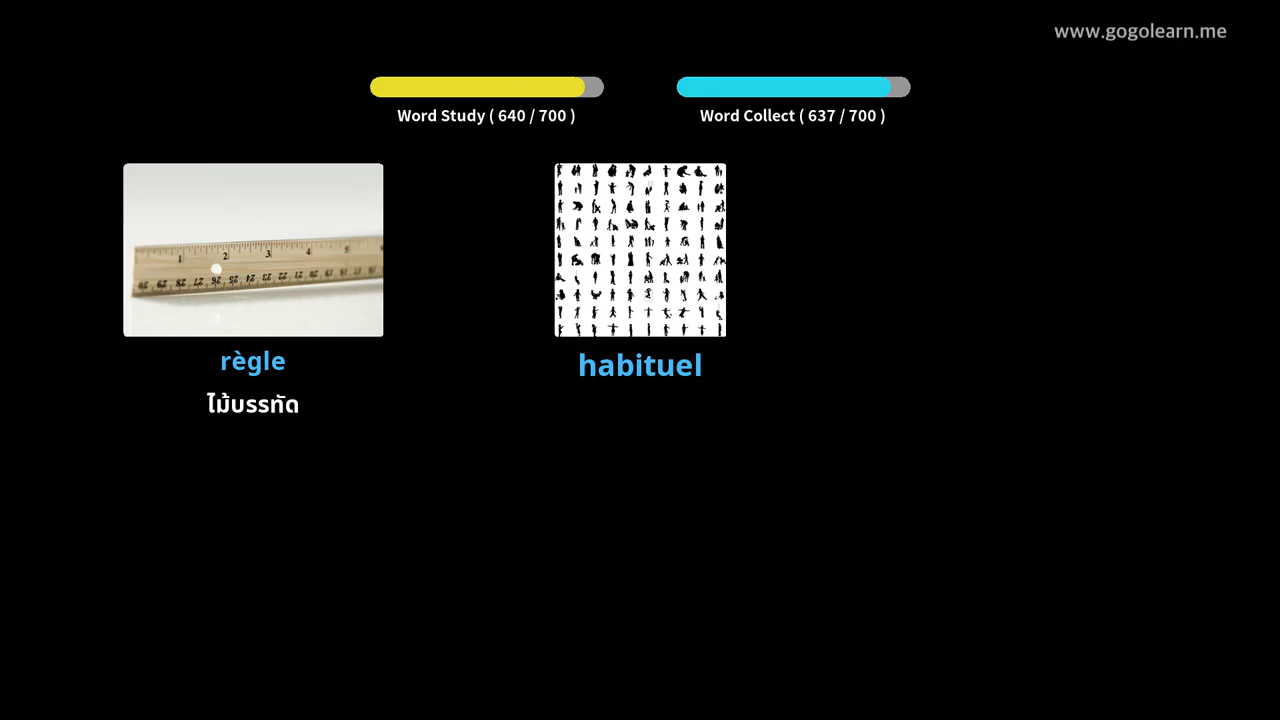 www.gogolearn.me
Word Study ( 640 / 700 )
Word Collect ( 637 / 700 )
règle
ไม้บรรทัด
habituel